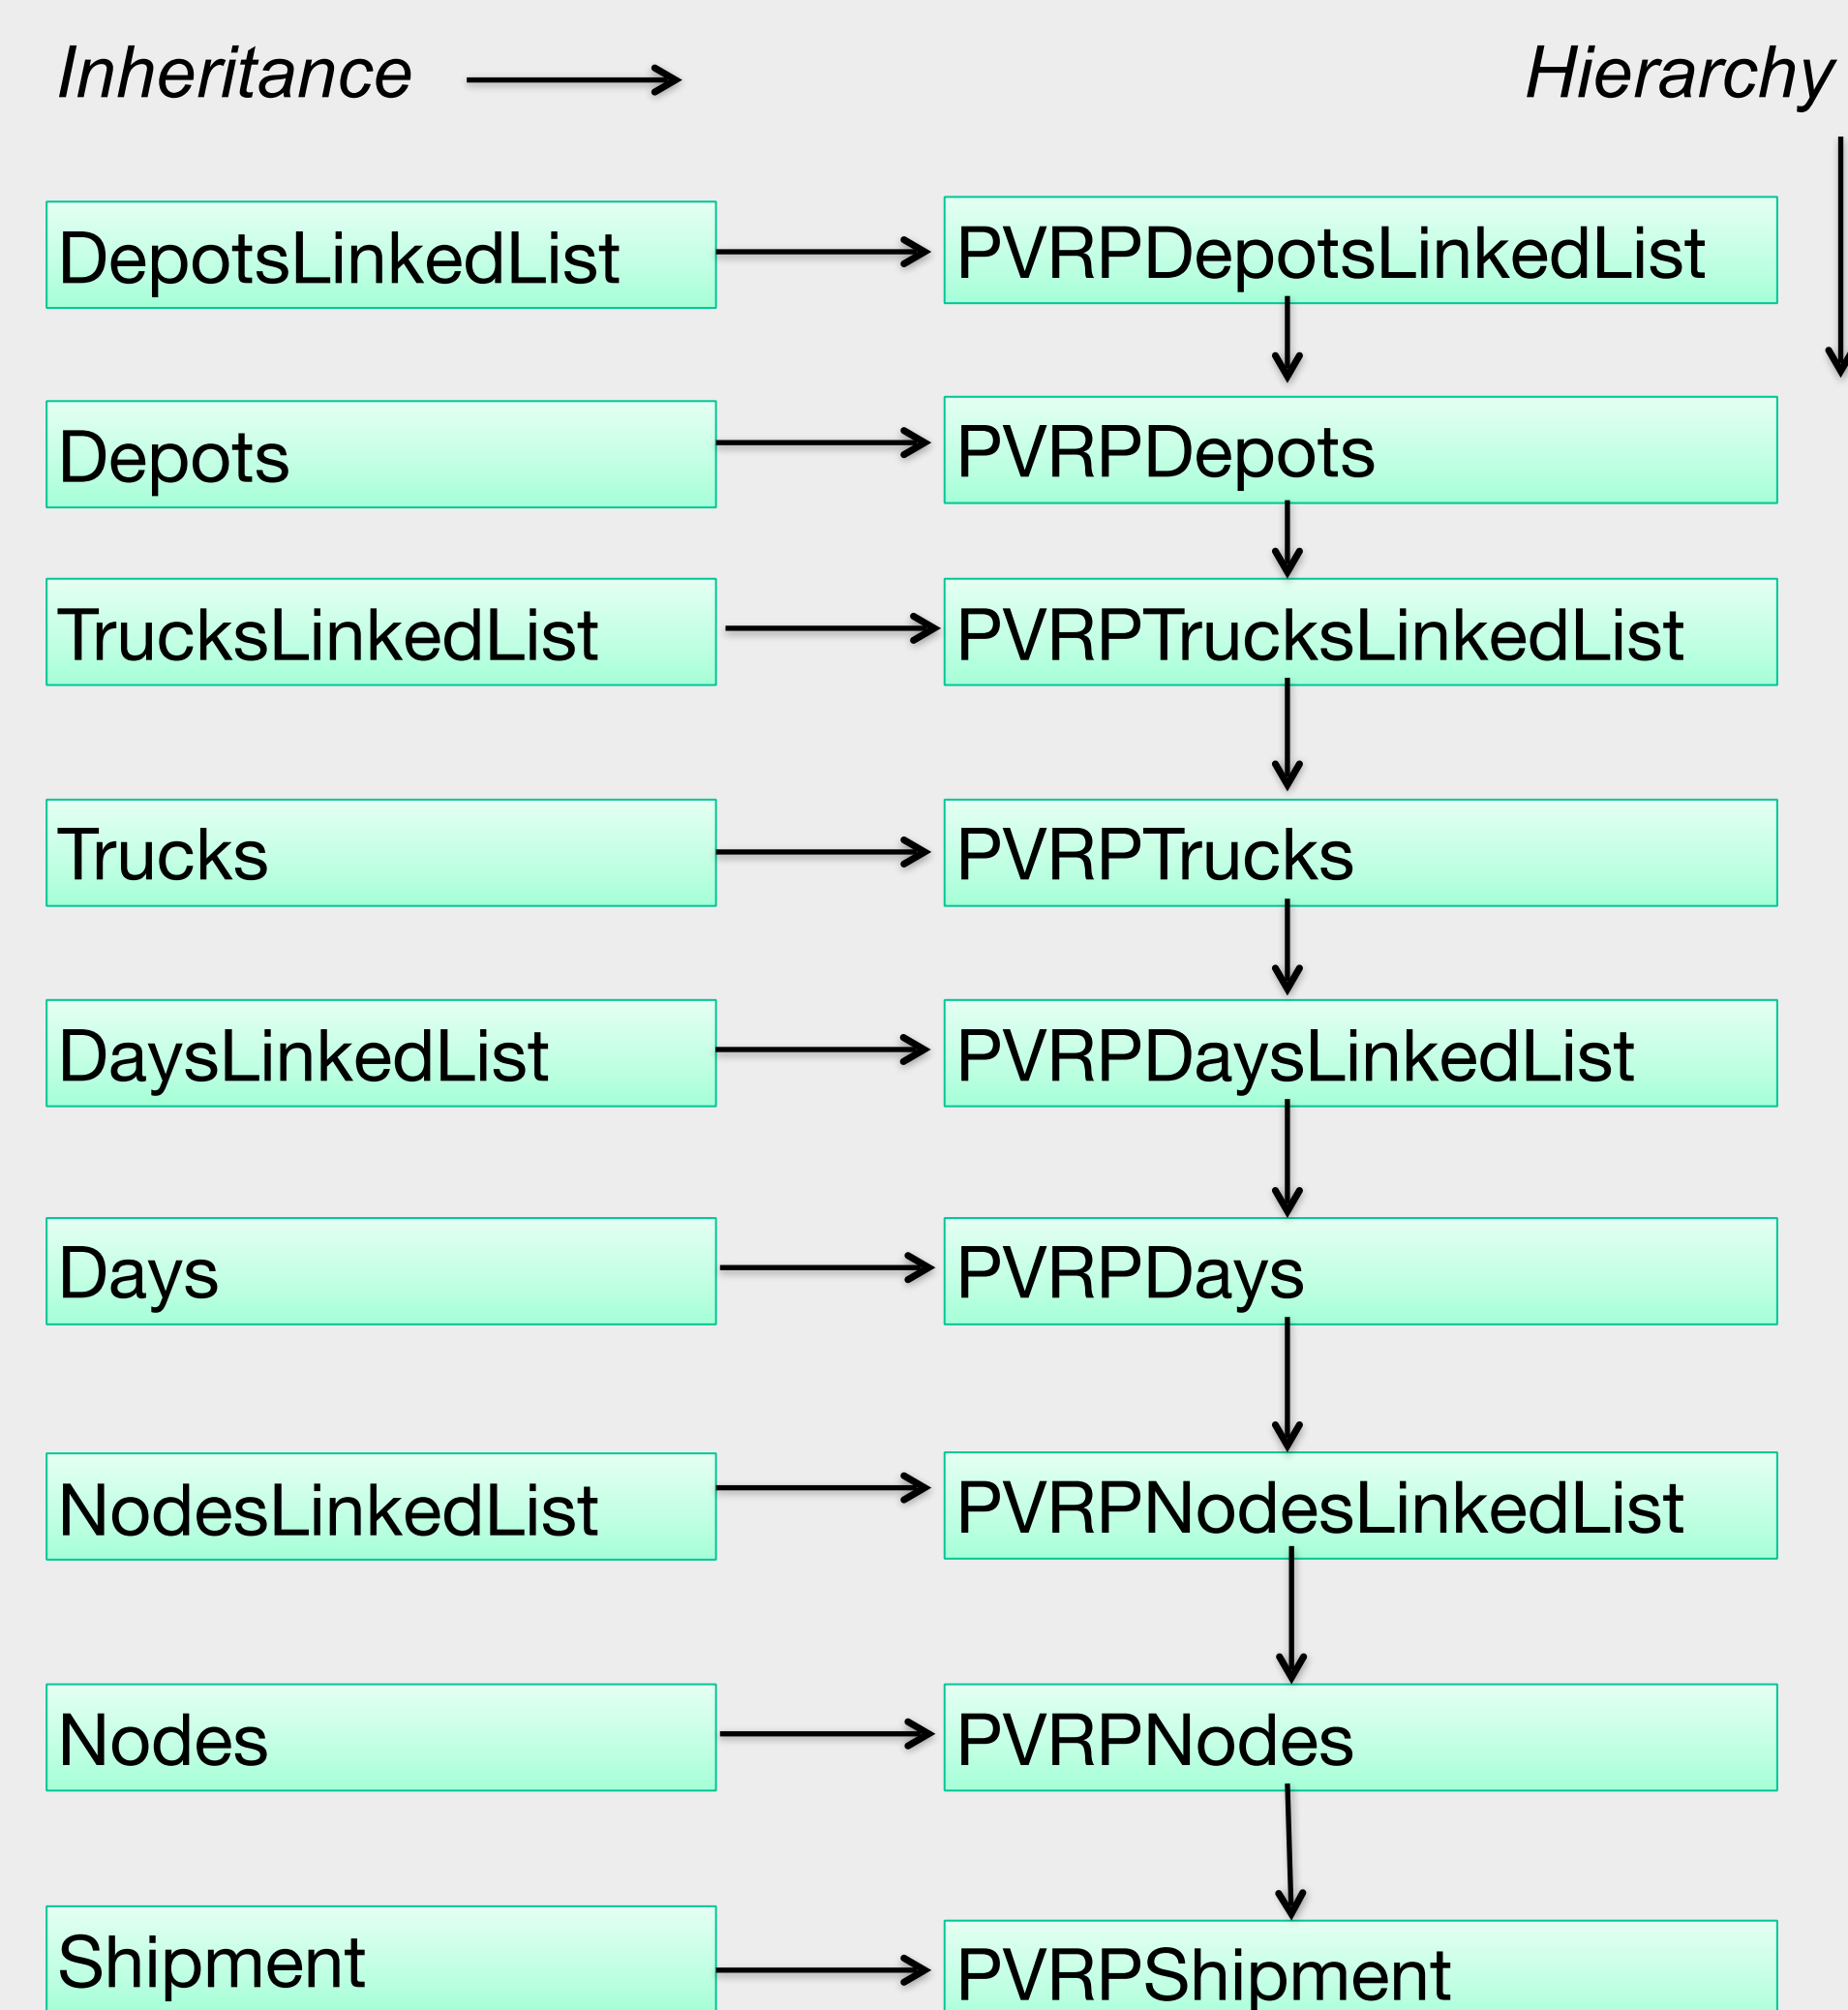 Inheritance
Hierarchy
DepotsLinkedList
PVRPDepotsLinkedList
Depots
PVRPDepots
TrucksLinkedList
PVRPTrucksLinkedList
Trucks
PVRPTrucks
DaysLinkedList
PVRPDaysLinkedList
Days
PVRPDays
NodesLinkedList
PVRPNodesLinkedList
Nodes
PVRPNodes
Shipment
PVRPShipment